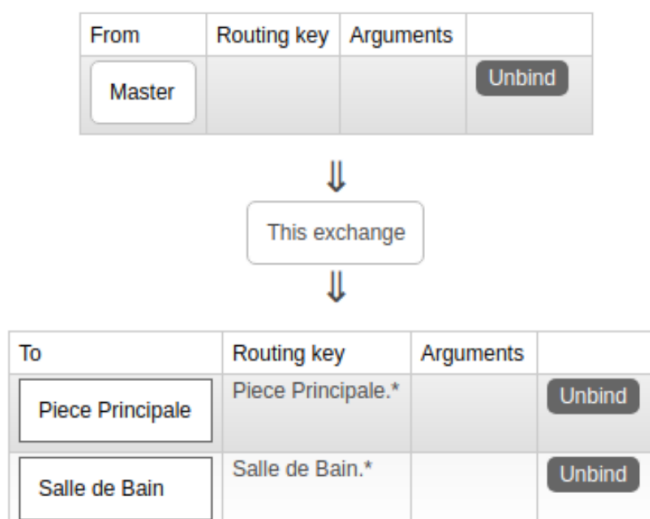 From Routing key Arguments
Master Unbind
This exchange
To Routing key Arguments
Piece Principale Piece Principale.* Unbind
Salle de Bain Salle de Bain.* Unbind